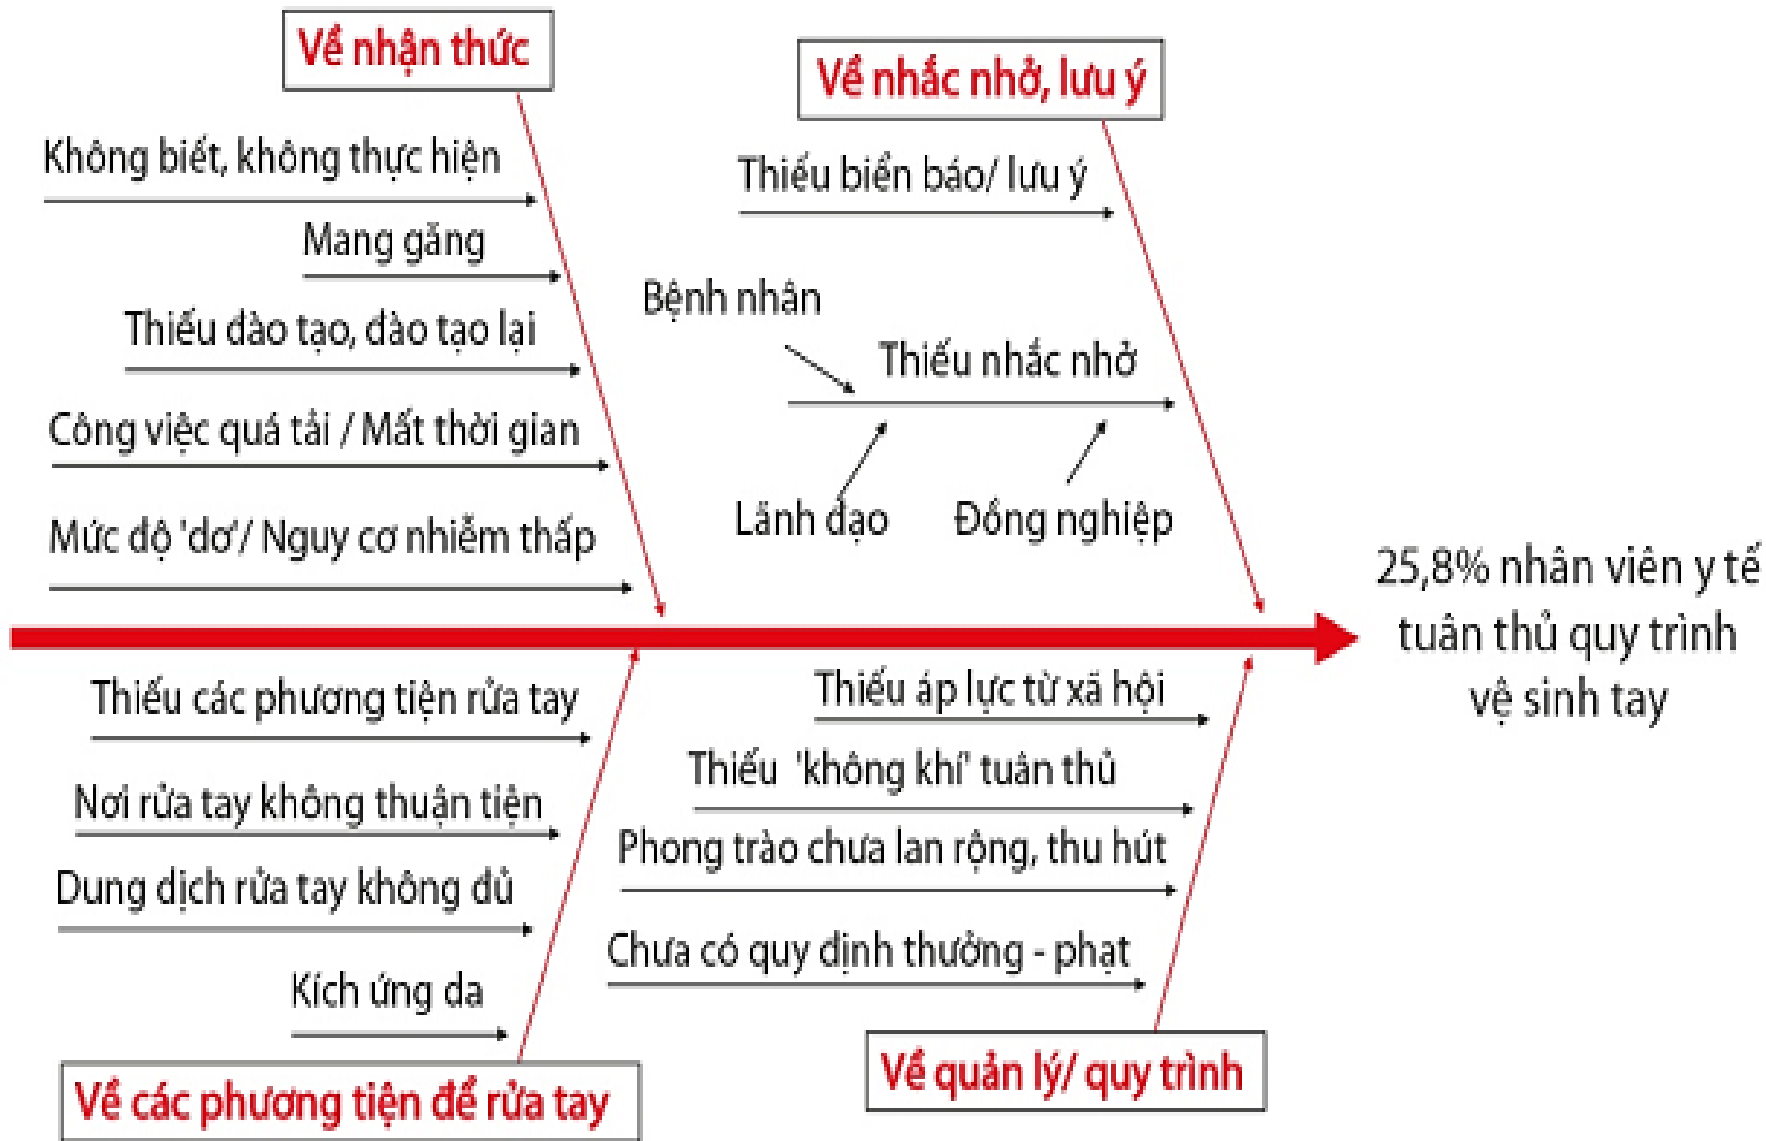 Về nhận thức
Không biết, không thực hiện
Mang găng
Thiếu đào tạo, đào tạo lại
Công việc quá tải / Mất thời gian
Mức độ 'dơ'/ Nguy cơ nhiễm thấp
Về nhắc nhở, lưu ý
Thiếu biển báo/ lưu ý
Bệnh nhân
Thiếu nhắc nhở
Lãnh đạo
Đồng nghiệp
25,8% nhân viên y tế
tuân thủ quy trình
vệ sinh tay
Thiếu các phương tiện rửa tay
Nơi rửa tay không thuận tiện
Dung dịch rửa tay không đủ
Kích ứng da
Về các phương tiện để rửa tay
Thiếu áp lực từ xã hội
Thiếu 'không khí' tuân thủ
Phong trào chưa lan rộng, thu hút
Chưa có quy định thưởng - phạt
Về quản lý/ quy trình